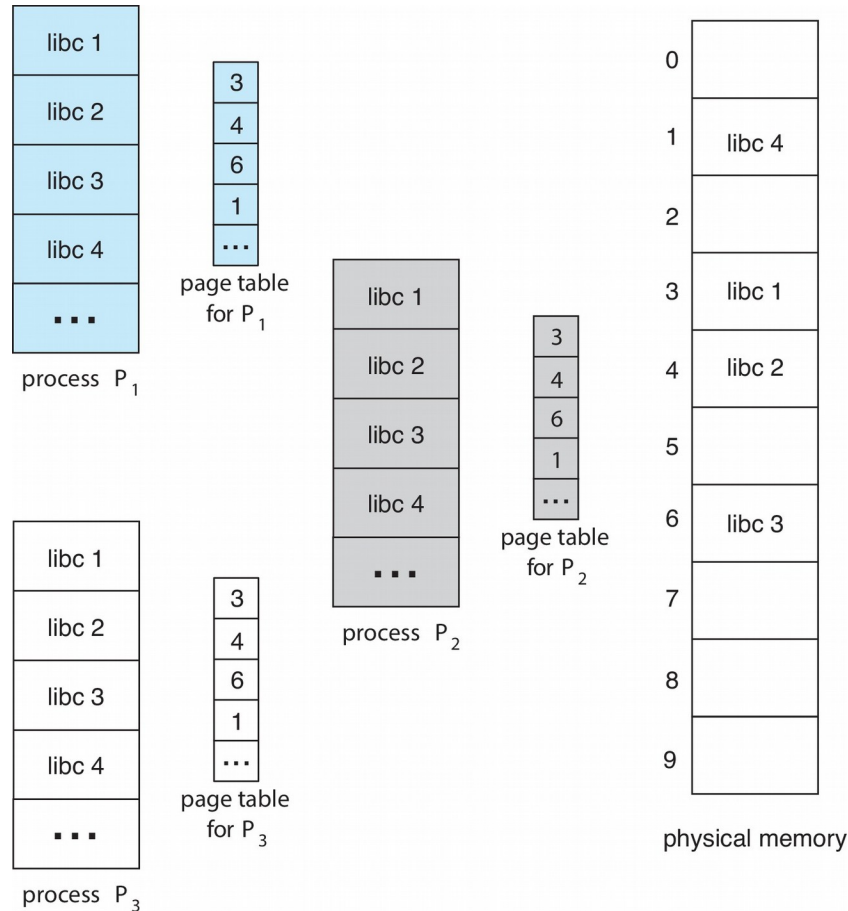 libc 1
libc 2
libc 3
libc 4
...
process P1
3
4
6
1
...
page table
for P1
libc 1
libc 2
libc 3
libc 4
...
process P2
3
4
6
1
...
page table
for P2
libc 1
libc 2
libc 3
libc 4
...
process P3
3
4
6
1
...
page table
for P3
0
1 libc 4
2
3 libc 1
4 libc 2
5
6 libc 3
7
8
9
physical memory